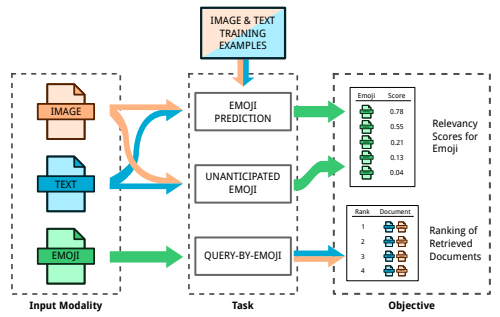 IMAGE & TEXT
TRAINING
EXAMPLES
IMAGE
TEXT
EMOJI
EMOJI
PREDICTION
UNANTICIPATED
EMOJI
QUERY-BY-EMOJI
Emoji Score
0.78
0.55
0.21
0.13
0.04
Relevancy
Scores for
Emoji
Rank Document
1
2
3
4
Ranking of
Retrieved
Documents
Input Modality
Task
Objective